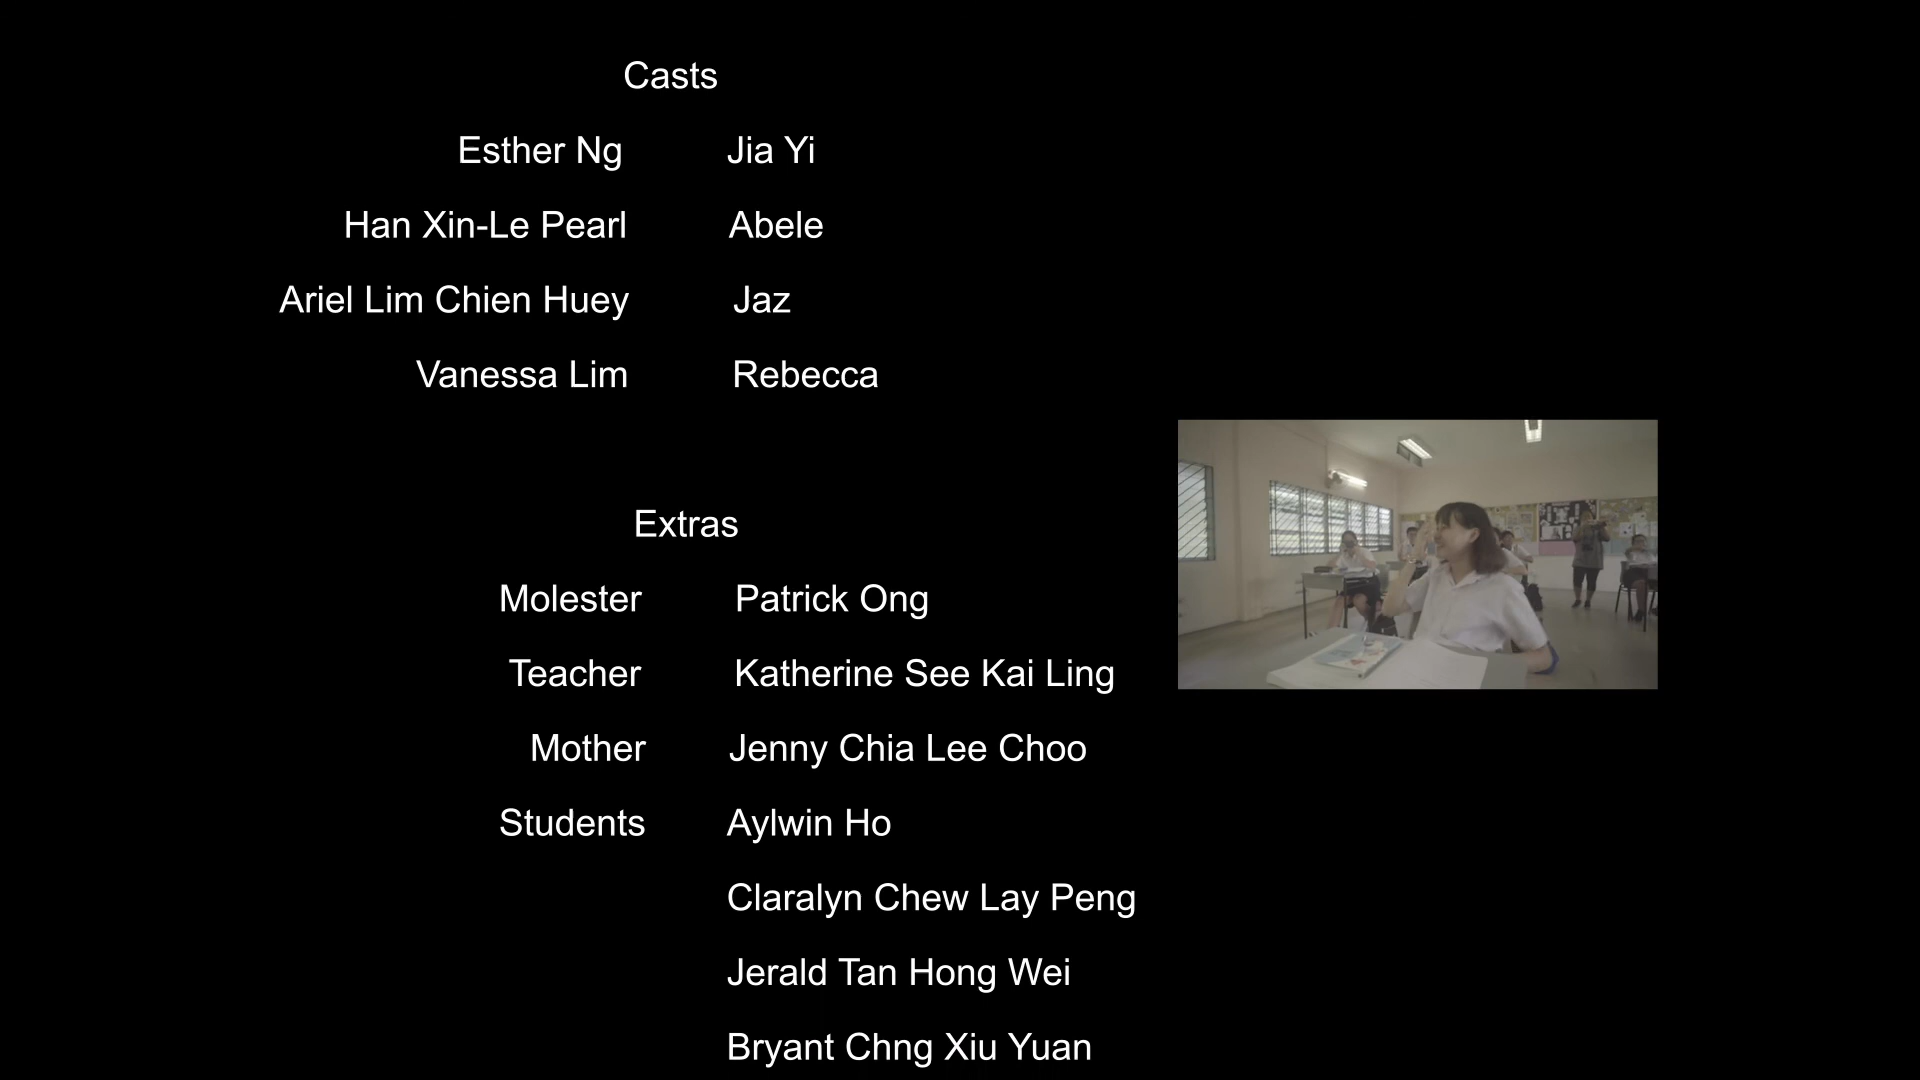 Casts
Esther Ng Jia Yi
Han Xin-Le Pearl Abele
Ariel Lim Chien Huey Jaz
Vanessa Lim Rebecca
Extras
Molester Patrick Ong
Teacher Katherine See Kai Ling
Mother Jenny Chia Lee Choo
Students Aylwin Ho
Claralyn Chew Lay Peng
Jerald Tan Hong Wei
Bryant Chng Xiu Yuan